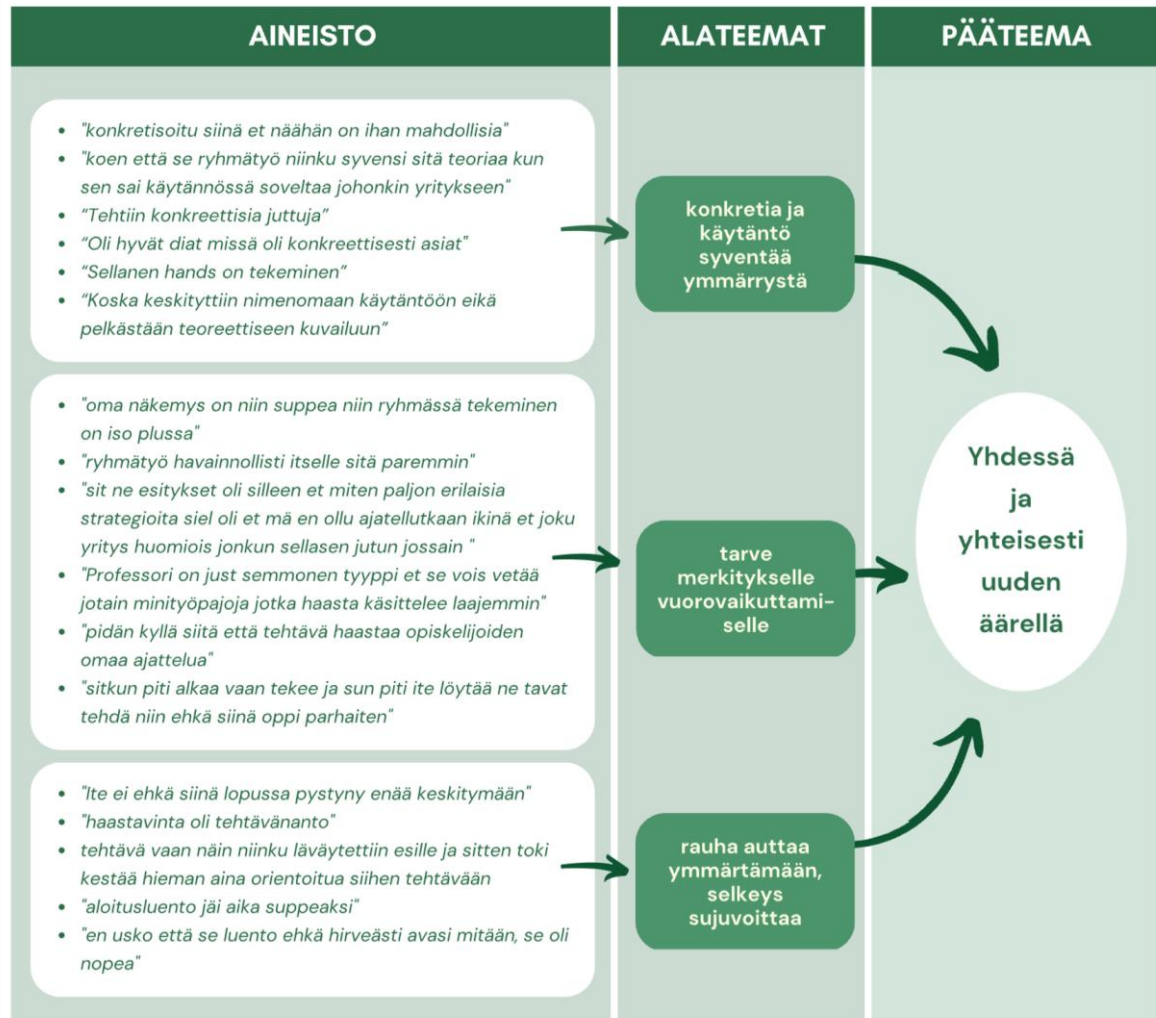 AINEISTO
ALATEEMAT
PÄÄTEEMA
• "konkretisoitu siinä et näähän on ihan mahdollisia"
• "koen että se ryhmätyö niinku syvensi sitä teoriaa kun
sen sai käytännössä soveltaa johonkin yritykseen"
• “Tehtiin konkreettisia juttuja”
• “Oli hyvät diat missä oli konkreettisesti asiat"
• “Sellanen hands on tekeminen”
• “Koska keskityttiin nimenomaan käytäntöön eikä
pelkästään teoreettiseen kuvailuun”
konkretia ja
käytäntö
syventää
ymmärrystä
• "oma näkemys on niin suppea niin ryhmässä tekeminen
on iso plussa"
• "ryhmätyö havainnollisti itselle sitä paremmin"
• "sit ne esitykset oli silleen et miten paljon erilaisia
strategioita siel oli et mä en ollu ajatellutkaan ikinä et joku
yritys huomiois jonkun sellasen jutun jossain "
• "Professori on just semmonen tyyppi et se vois vetää
jotain minityöpajoja jotka haasta käsittelee laajemmin"
• "pidän kyllä siitä että tehtävä haastaa opiskelijoiden
omaa ajattelua"
• "sitkun piti alkaa vaan tekee ja sun piti ite löytää ne tavat
tehdä niin ehkä siinä oppi parhaiten"
tarve
merkitykselle
vuorovaikuttami-
selle
• "Ite ei ehkä siinä lopussa pystyny enää keskitymään"
• "haastavinta oli tehtävänanto"
• tehtävä vaan näin niinku läväytettiin esille ja sitten toki
kestää hieman aina orientoitua siihen tehtävään
• "aloitusluento jäi aika suppeaksi"
• "en usko että se luento ehkä hirveästi avasi mitään, se oli
nopea"
rauha auttaa
ymmärtämään,
selkeys
sujuvoittaa
Yhdessä
ja
yhteisesti
uuden
äärellä